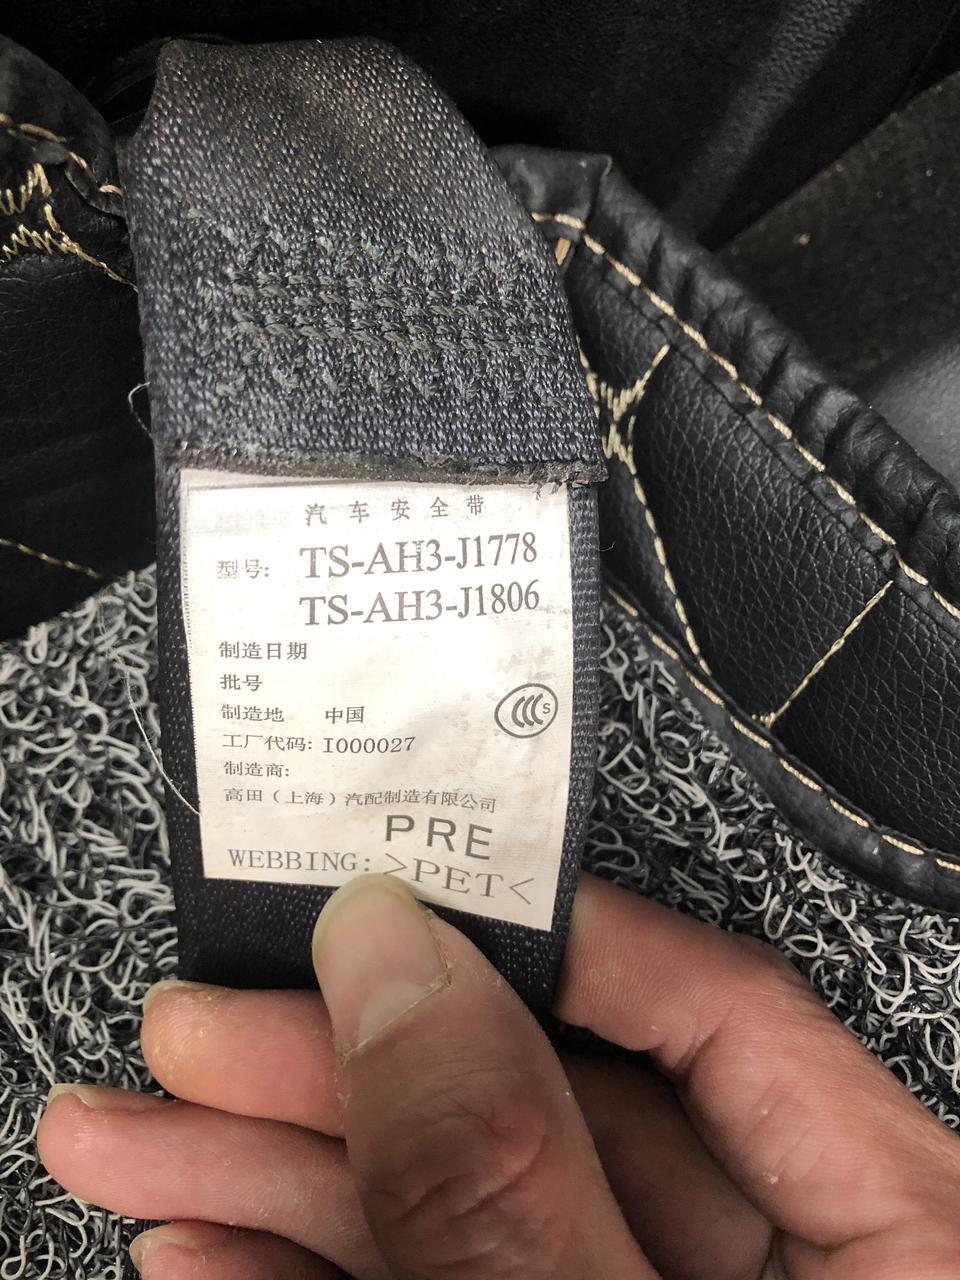 汽车安全带
型号: TS-AH3-J1778
TS-AH3-J1806
制造日期
批号
制造地 中国
工厂代码: I000027
制造商:
高田（上海）汽配制造有限公司
PRE
WEBBING: >PET<
CCC S